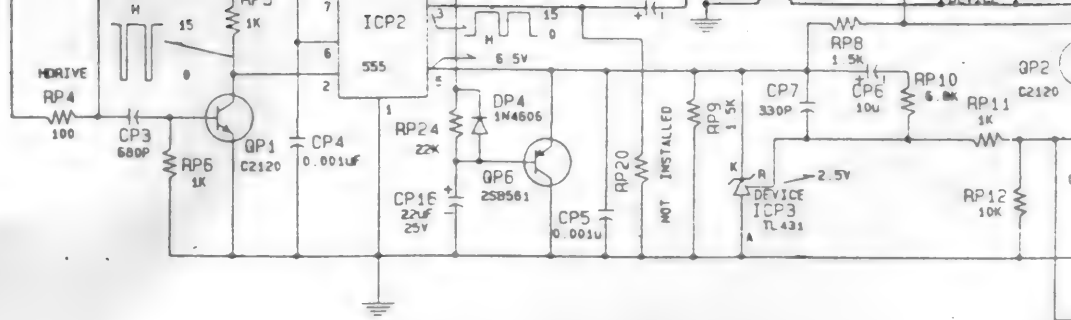 1K
H
15
0
HDRIVE
RP4
100
CP3
680P
RP6
1K
QP1
C2120
CP4
0.001UF
7
6
2
ICP2
555
1
3
5
H
15
0
6 5V
DP4
1N4606
RP24
22K
QP6
2SB561
CP16
22UF
25V
CP5
0.001U
RP20
NOT INSTALLED
RP9
1 5K
CP7
330P
RP8
1.5K
CP6
10U
RP10
QP2
C2120
RP11
1K
RP12
10K
K
R
A
2.5V
DEVICE
ICP3
TL431